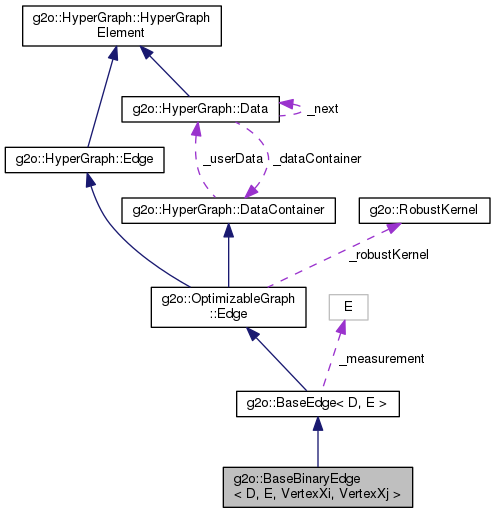 g2o::HyperGraph::HyperGraph
Element
g2o::HyperGraph::Data
_next
g2o::HyperGraph::Edge
_userData
_dataContainer
g2o::HyperGraph::DataContainer
g2o::RobustKernel
_robustKernel
g2o::OptimizableGraph
::Edge
E
_measurement
g2o::BaseEdge< D, E >
g2o::BaseBinaryEdge
< D, E, VertexXi, VertexXj >